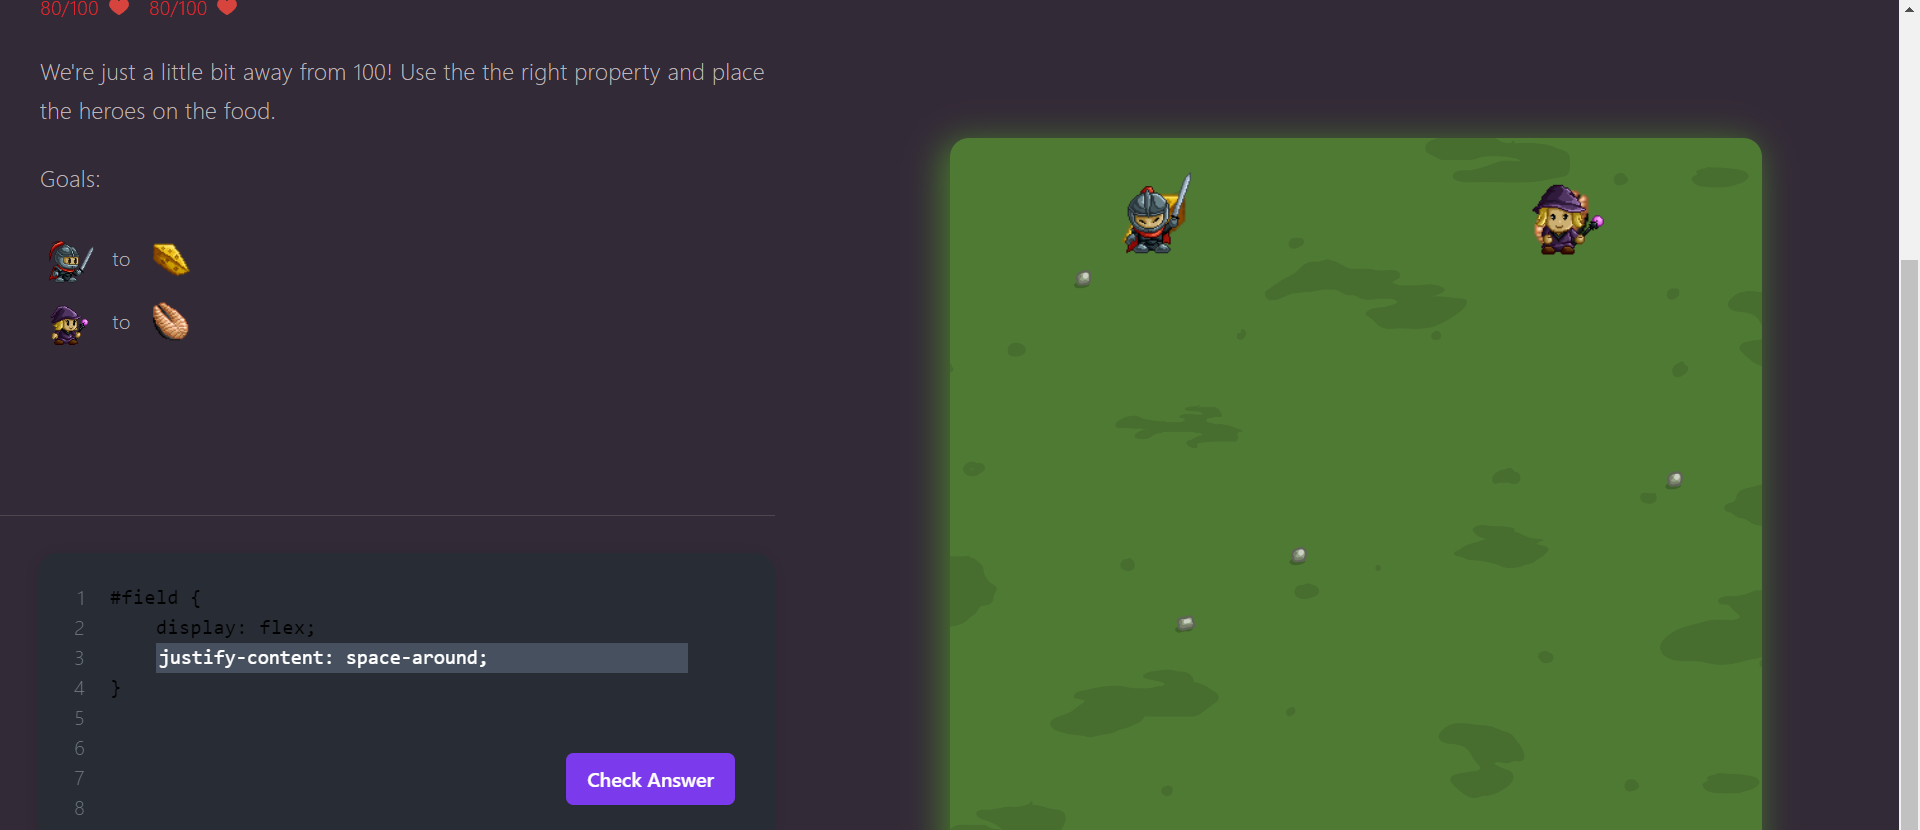 80/100 80/100
We're just a little bit away from 100! Use the the right property and place
the heroes on the food.
Goals:
to
to
1 #field {
2 display: flex;
3 justify-content: space-around;
4 }
5
6
7
8
Check Answer